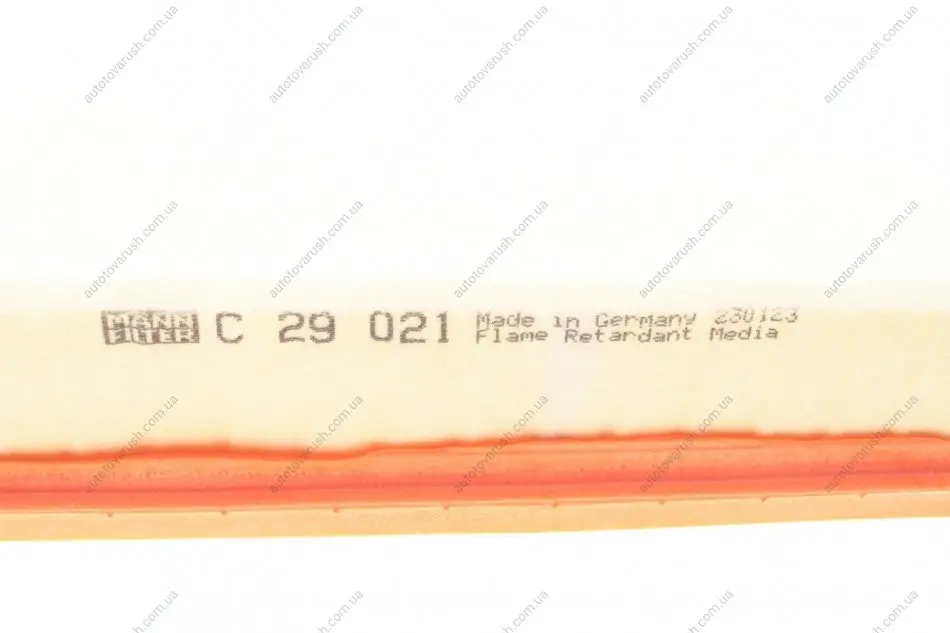 MANN FILTER C 29 021 Made in Germany 230123
Flame Retardant Media
autotovarush.com.ua